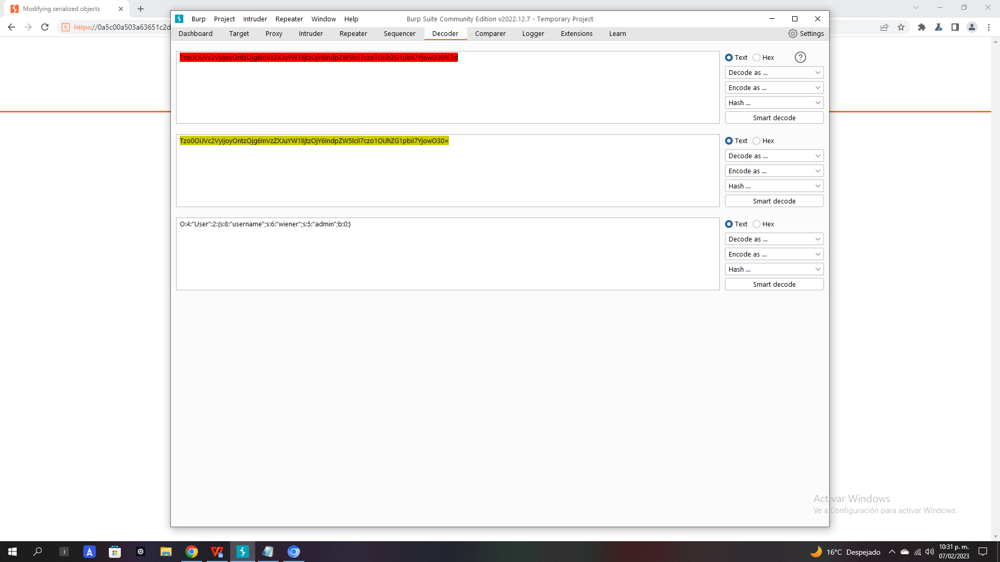 Modifying serialized objects
https://0a5c00a503a63651c2d
Burp Project Intruder Repeater Window Help Burp Suite Community Edition v2022.12.7 - Temporary Project
Dashboard Target Proxy Intruder Repeater Sequencer Decoder Comparer Logger Extensions Learn Settings
Tzo0OiJVc2VyIjoyOntzOjg6InVzZXJuYW1lIjtzOjY6IndpZW5lciI7czo1OiJhZG1pbiI7YjowO30%3d
Text Hex
Decode as ...
Encode as ...
Hash ...
Smart decode
Tzo0OiJVc2VyIjoyOntzOjg6InVzZXJuYW1lIjtzOjY6IndpZW5lciI7czo1OiJhZG1pbiI7YjowO30=
Text Hex
Decode as ...
Encode as ...
Hash ...
Smart decode
O:4:"User":2:{s:8:"username";s:6:"wiener";s:5:"admin";b:0;}
Text Hex
Decode as ...
Encode as ...
Hash ...
Smart decode
Activar Windows
Ve a Configuración para activar Windows.
16°C Despejado
10:31 p. m.
07/02/2023